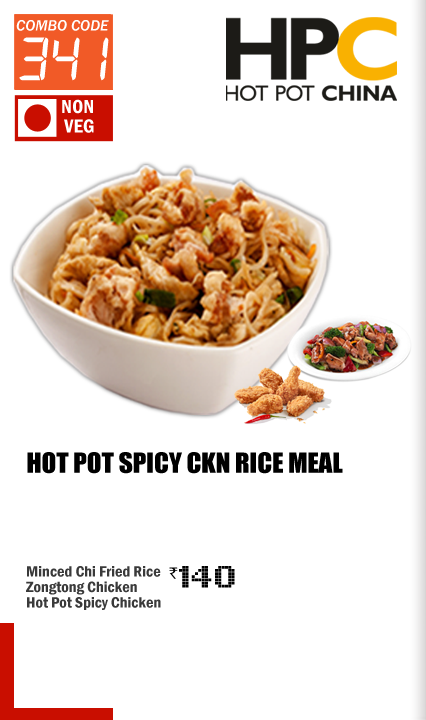 COMBO CODE
341
NON
VEG
HPC
HOT POT CHINA
HOT POT SPICY CKN RICE MEAL
Minced Chi Fried Rice ₹140
Zongtong Chicken
Hot Pot Spicy Chicken